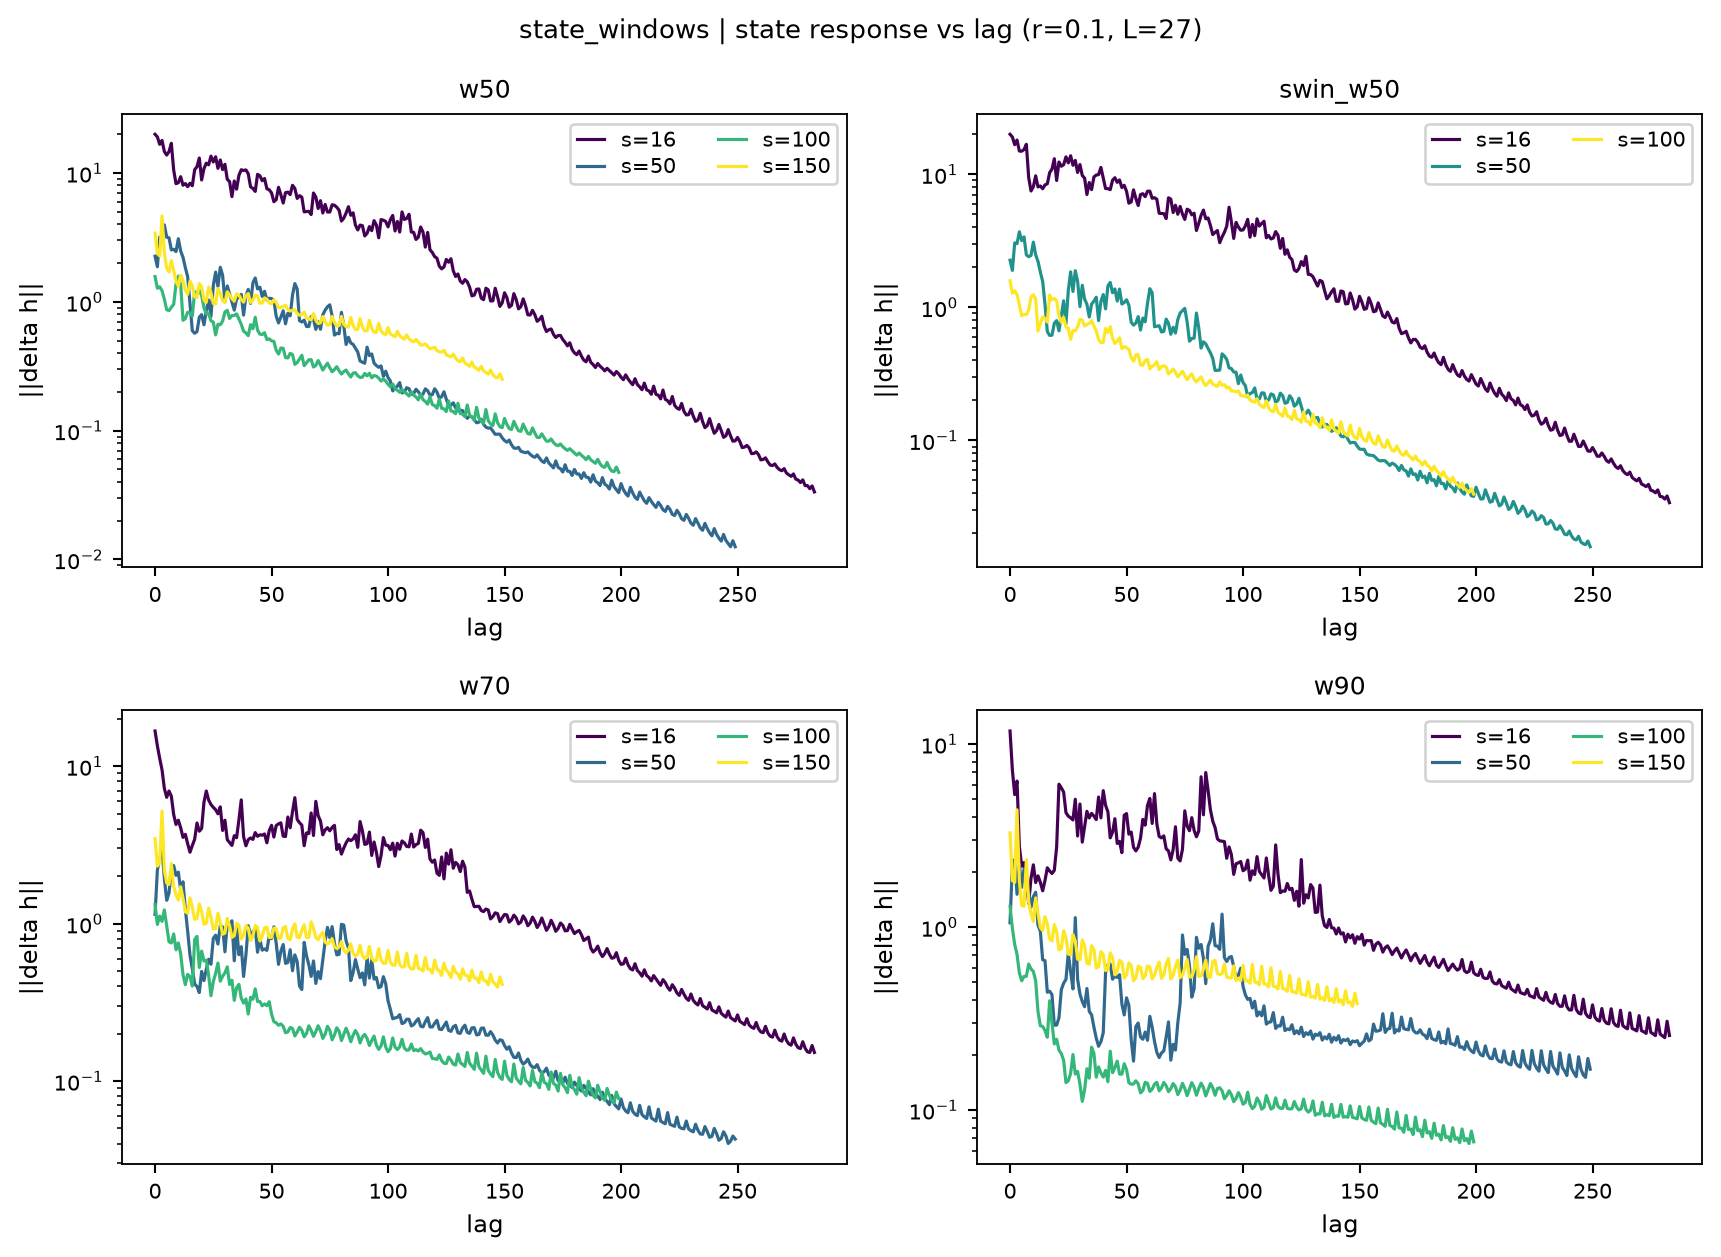 state_windows | state response vs lag (r=0.1, L=27)
w50
s=16 s=100
s=50 s=150
10^1
10^0
10^-1
10^-2
||delta h||
0 50 100 150 200 250
lag
swin_w50
s=16 s=100
s=50
10^1
10^0
10^-1
||delta h||
0 50 100 150 200 250
lag
w70
s=16 s=100
s=50 s=150
10^1
10^0
10^-1
||delta h||
0 50 100 150 200 250
lag
w90
s=16 s=100
s=50 s=150
10^1
10^0
10^-1
||delta h||
0 50 100 150 200 250
lag